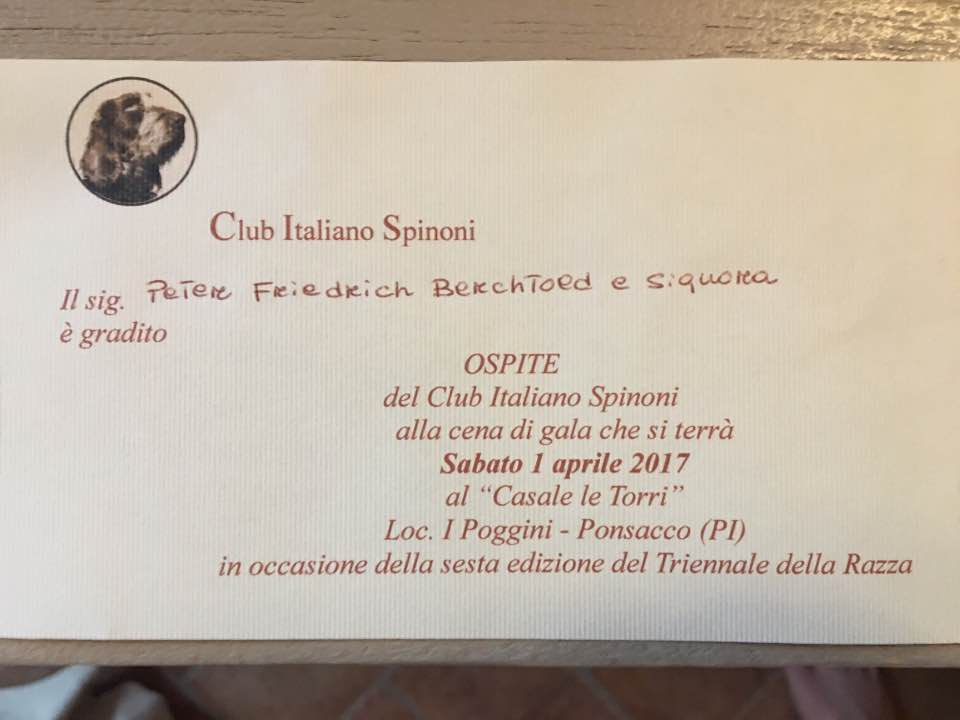 Club Italiano Spinoni
Il sig. Peter Friedrich Berchtoed e siquora
è gradito
OSPITE
del Club Italiano Spinoni
alla cena di gala che si terrà
Sabato 1 aprile 2017
al “Casale le Torri”
Loc. I Poggini - Ponsacco (PI)
in occasione della sesta edizione del Triennale della Razza